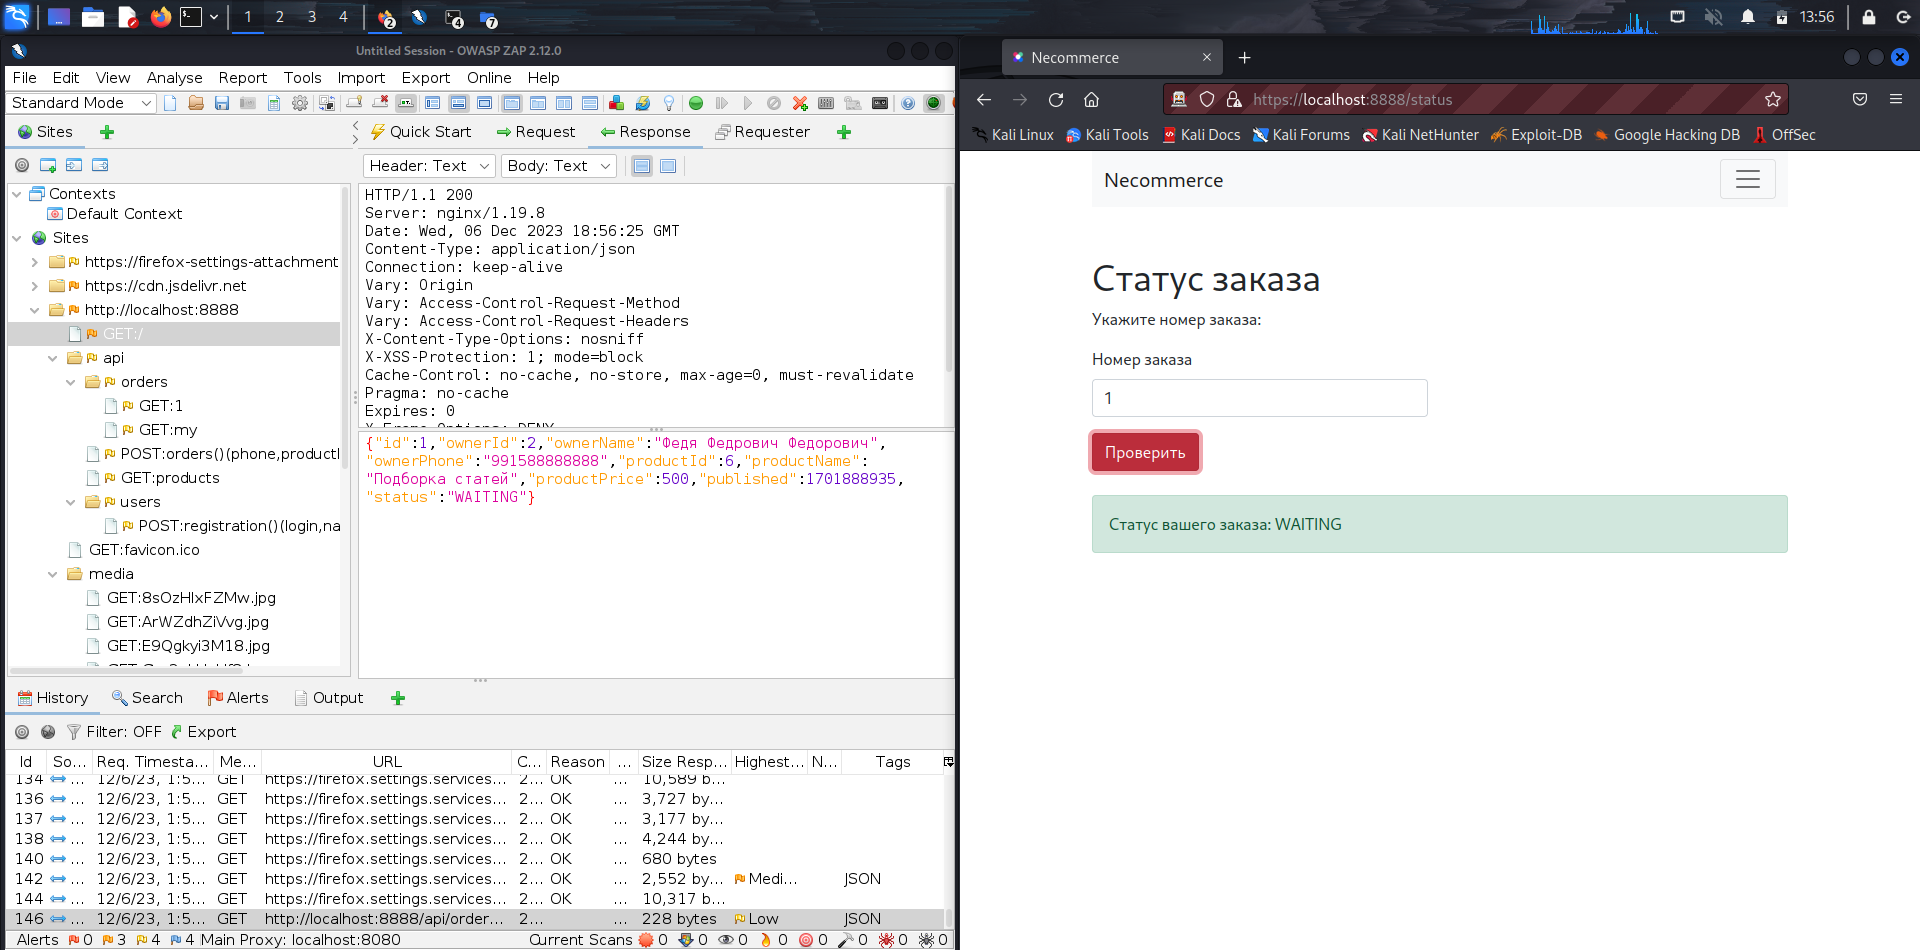 1 2 3 4 2 4 7 13:56
Untitled Session - OWASP ZAP 2.12.0
File Edit View Analyse Report Tools Import Export Online Help
Standard Mode
Sites
Quick Start Request Response Requester
Header: Text Body: Text
Contexts
Default Context
Sites
https://firefox-settings-attachment
https://cdn.jsdelivr.net
http://localhost:8888
GET:/
api
orders
GET:1
GET:my
POST:orders()(phone,productI
GET:products
users
POST:registration()(login,na
GET:favicon.ico
media
GET:8sOzHIxFZMw.jpg
GET:ArWZdhZiVvg.jpg
GET:E9Qgkyi3M18.jpg
HTTP/1.1 200
Server: nginx/1.19.8
Date: Wed, 06 Dec 2023 18:56:25 GMT
Content-Type: application/json
Connection: keep-alive
Vary: Origin
Vary: Access-Control-Request-Method
Vary: Access-Control-Request-Headers
X-Content-Type-Options: nosniff
X-XSS-Protection: 1; mode=block
Cache-Control: no-cache, no-store, max-age=0, must-revalidate
Pragma: no-cache
Expires: 0
X-Frame-Options: DENY
{"id":1,"ownerId":2,"ownerName":"Федя Федрович Федорович",
"ownerPhone":"991588888888","productId":6,"productName":
"Подборка статей","productPrice":500,"published":1701888935,
"status":"WAITING"}
History Search Alerts Output
Filter: OFF Export
Id So... Req. Timesta... Me... URL C... Reason ... Size Resp... Highest... N... Tags
134 ... 12/6/23, 1:5... GET https://firefox.settings.services... 2... OK ... 10,589 b...
136 ... 12/6/23, 1:5... GET https://firefox.settings.services... 2... OK ... 3,727 by...
137 ... 12/6/23, 1:5... GET https://firefox.settings.services... 2... OK ... 3,177 by...
138 ... 12/6/23, 1:5... GET https://firefox.settings.services... 2... OK ... 4,244 by...
140 ... 12/6/23, 1:5... GET https://firefox.settings.services... 2... OK ... 680 bytes
142 ... 12/6/23, 1:5... GET https://firefox.settings.services... 2... OK ... 2,552 by... Medi... JSON
144 ... 12/6/23, 1:5... GET https://firefox.settings.services... 2... OK ... 10,317 b...
146 ... 12/6/23, 1:5... GET http://localhost:8888/api/order... 2... ... 228 bytes Low JSON
Alerts 0 3 4 4 Main Proxy: localhost:8080 Current Scans 0 0 0 0 0 0 0 0
Necommerce
https://localhost:8888/status
Kali Linux Kali Tools Kali Docs Kali Forums Kali NetHunter Exploit-DB Google Hacking DB OffSec
Necommerce
Статус заказа
Укажите номер заказа:
Номер заказа
1
Проверить
Статус вашего заказа: WAITING